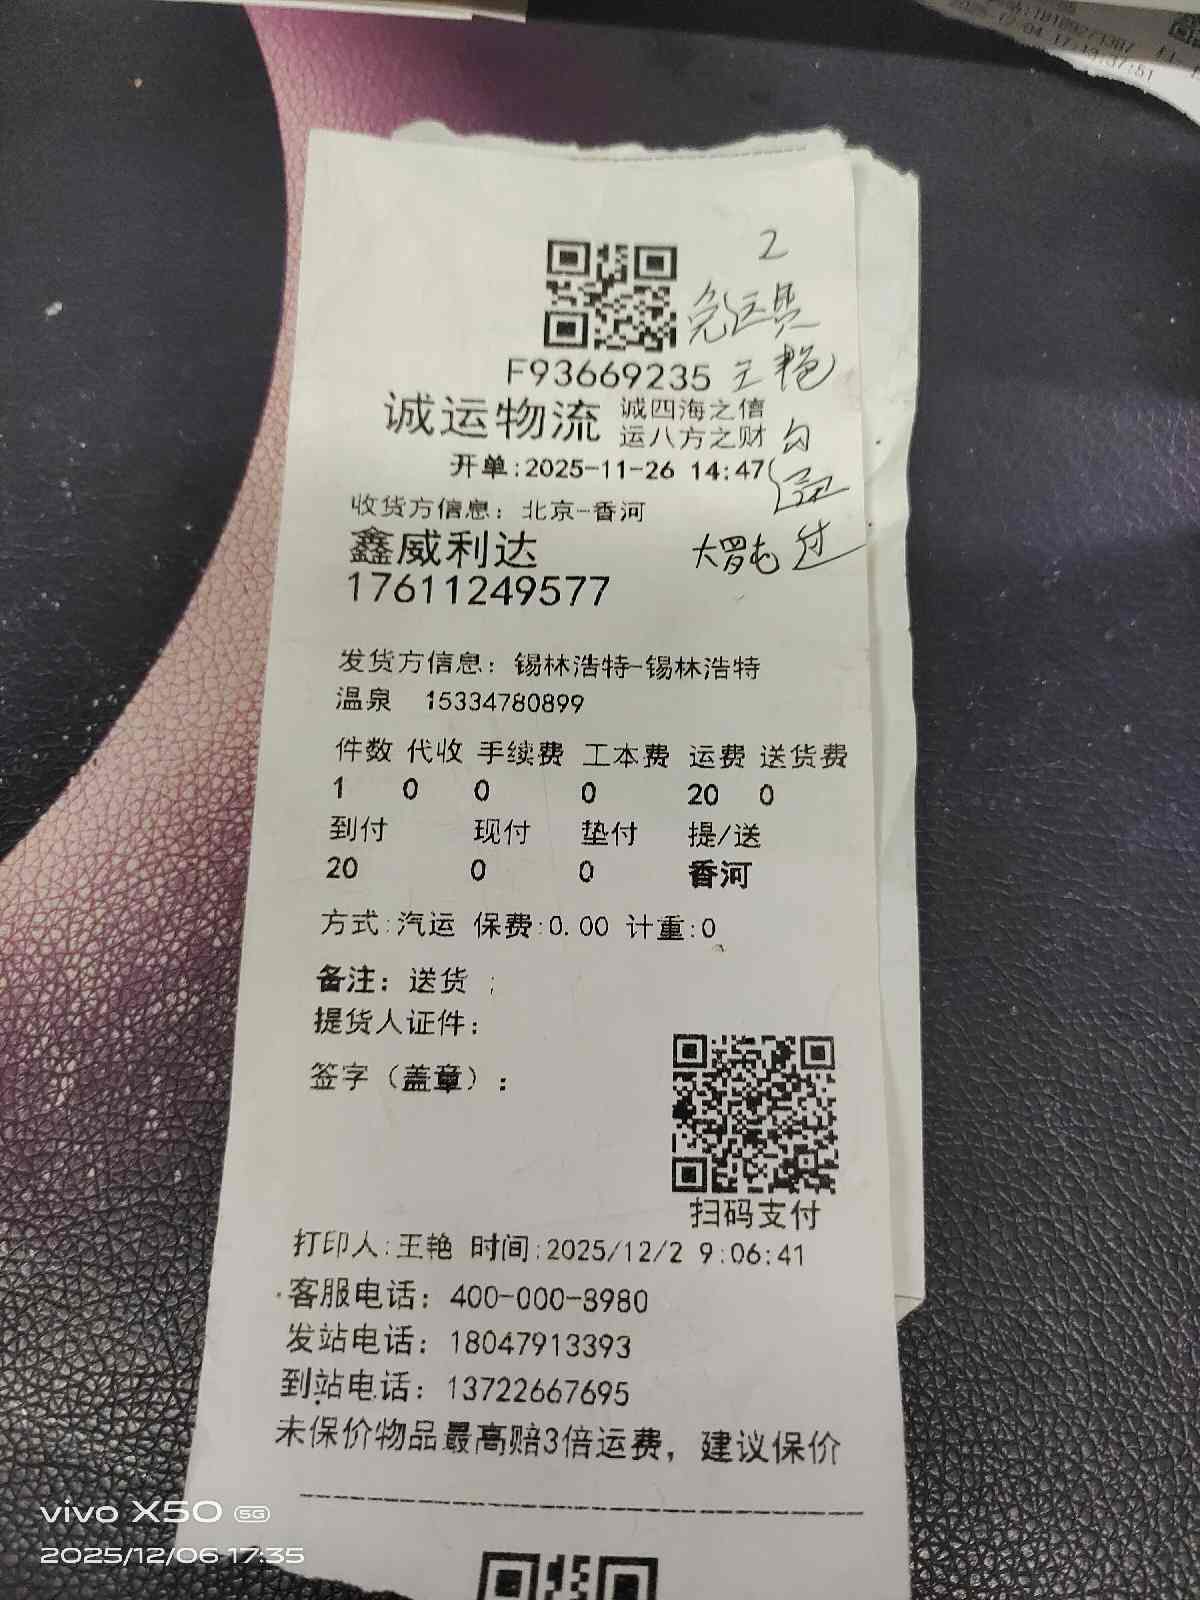 17:37:51
2
免运费
F93669235 王艳
诚运物流 诚四海之信
运八方之财
开单:2025-11-26 14:47
收货方信息：北京-香河
鑫威利达
17611249577
发货方信息：锡林浩特-锡林浩特
温泉 15334780899
件数 代收 手续费 工本费 运费 送货费
1 0 0 0 20 0
到付 现付 垫付 提/送
20 0 0 香河
方式:汽运 保费:0.00 计重:0
备注：送货 ;
提货人证件：
签字（盖章）：
扫码支付
打印人:王艳 时间:2025/12/2 9:06:41
客服电话：400-000-3980
发站电话：18047913393
到站电话：13722667695
未保价物品最高赔3倍运费，建议保价
vivo X50 5G
2025/12/06 17:35